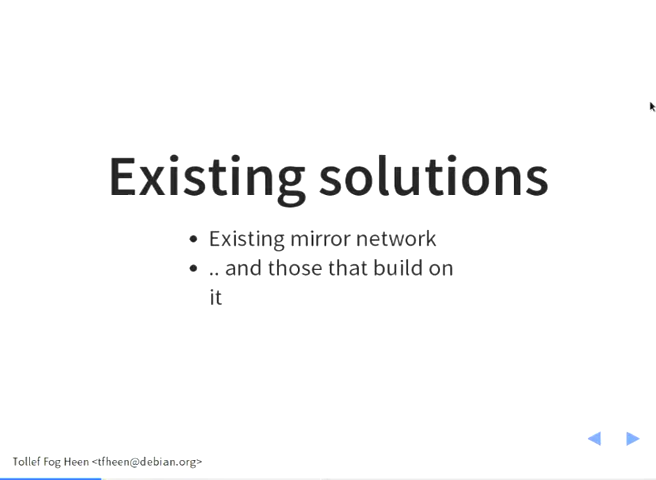 Existing solutions
• Existing mirror network
• .. and those that build on
it
Tollef Fog Heen <tfheen@debian.org>